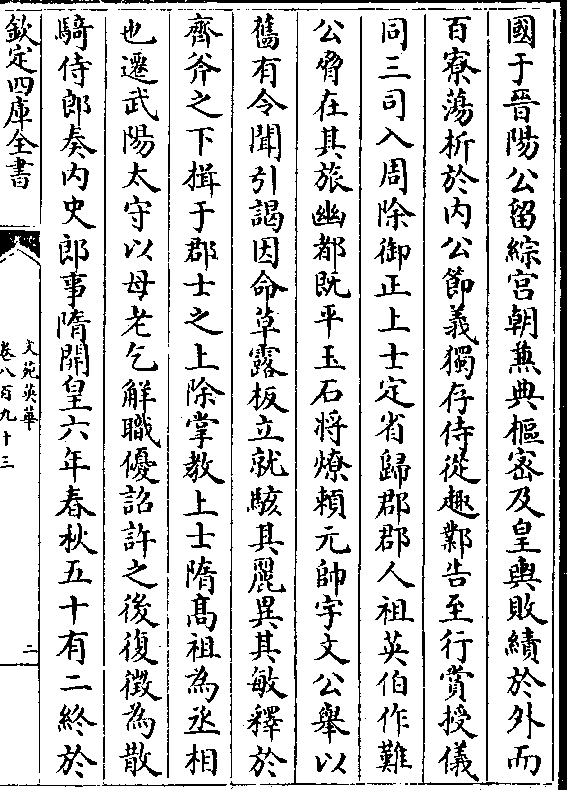 國于晉陽公留綜宫朝兼典樞宻及皇輿敗績於外而
百寮蕩析於内公節義獨存侍從趣鄴告至行賞授儀
同三司入周除御正上士定省歸郡郡人祖英伯作難
公脅在其旅幽都既平玉石將燎頼元帥宇文公舉以
舊有令聞引謁因命草露板立就駭其麗異其敏釋於
齊斧之下揖于郡士之上除掌教上士隋髙祖為丞相
也遷武陽太守以母老乞解職優詔許之後復徴為散
騎侍郎奏内史郎事隋開皇六年春秋五十有二終於
欽定四庫全書
文苑英華
卷八百九十三
二